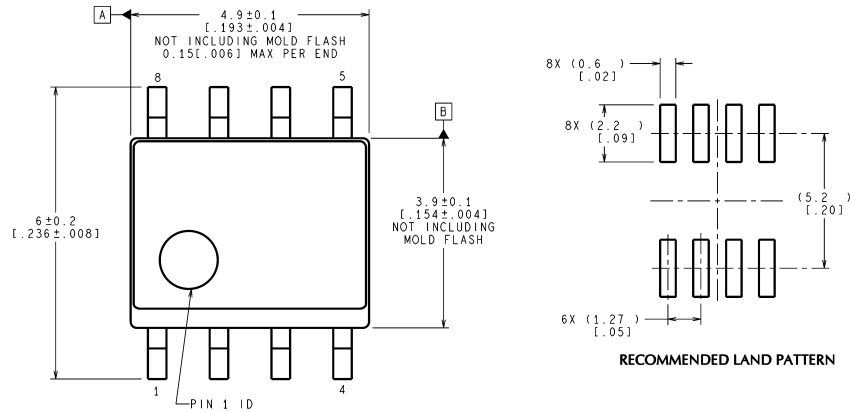 A
4.9±0.1
[.193±.004]
NOT INCLUDING MOLD FLASH
0.15[.006] MAX PER END
8
5
B
6±0.2
[.236±.008]
3.9±0.1
[.154±.004]
NOT INCLUDING
MOLD FLASH
1
4
PIN 1 ID
8X (0.6 )
[.02]
8X (2.2 )
[.09]
(5.2 )
[.20]
6X (1.27 )
[.05]
RECOMMENDED LAND PATTERN